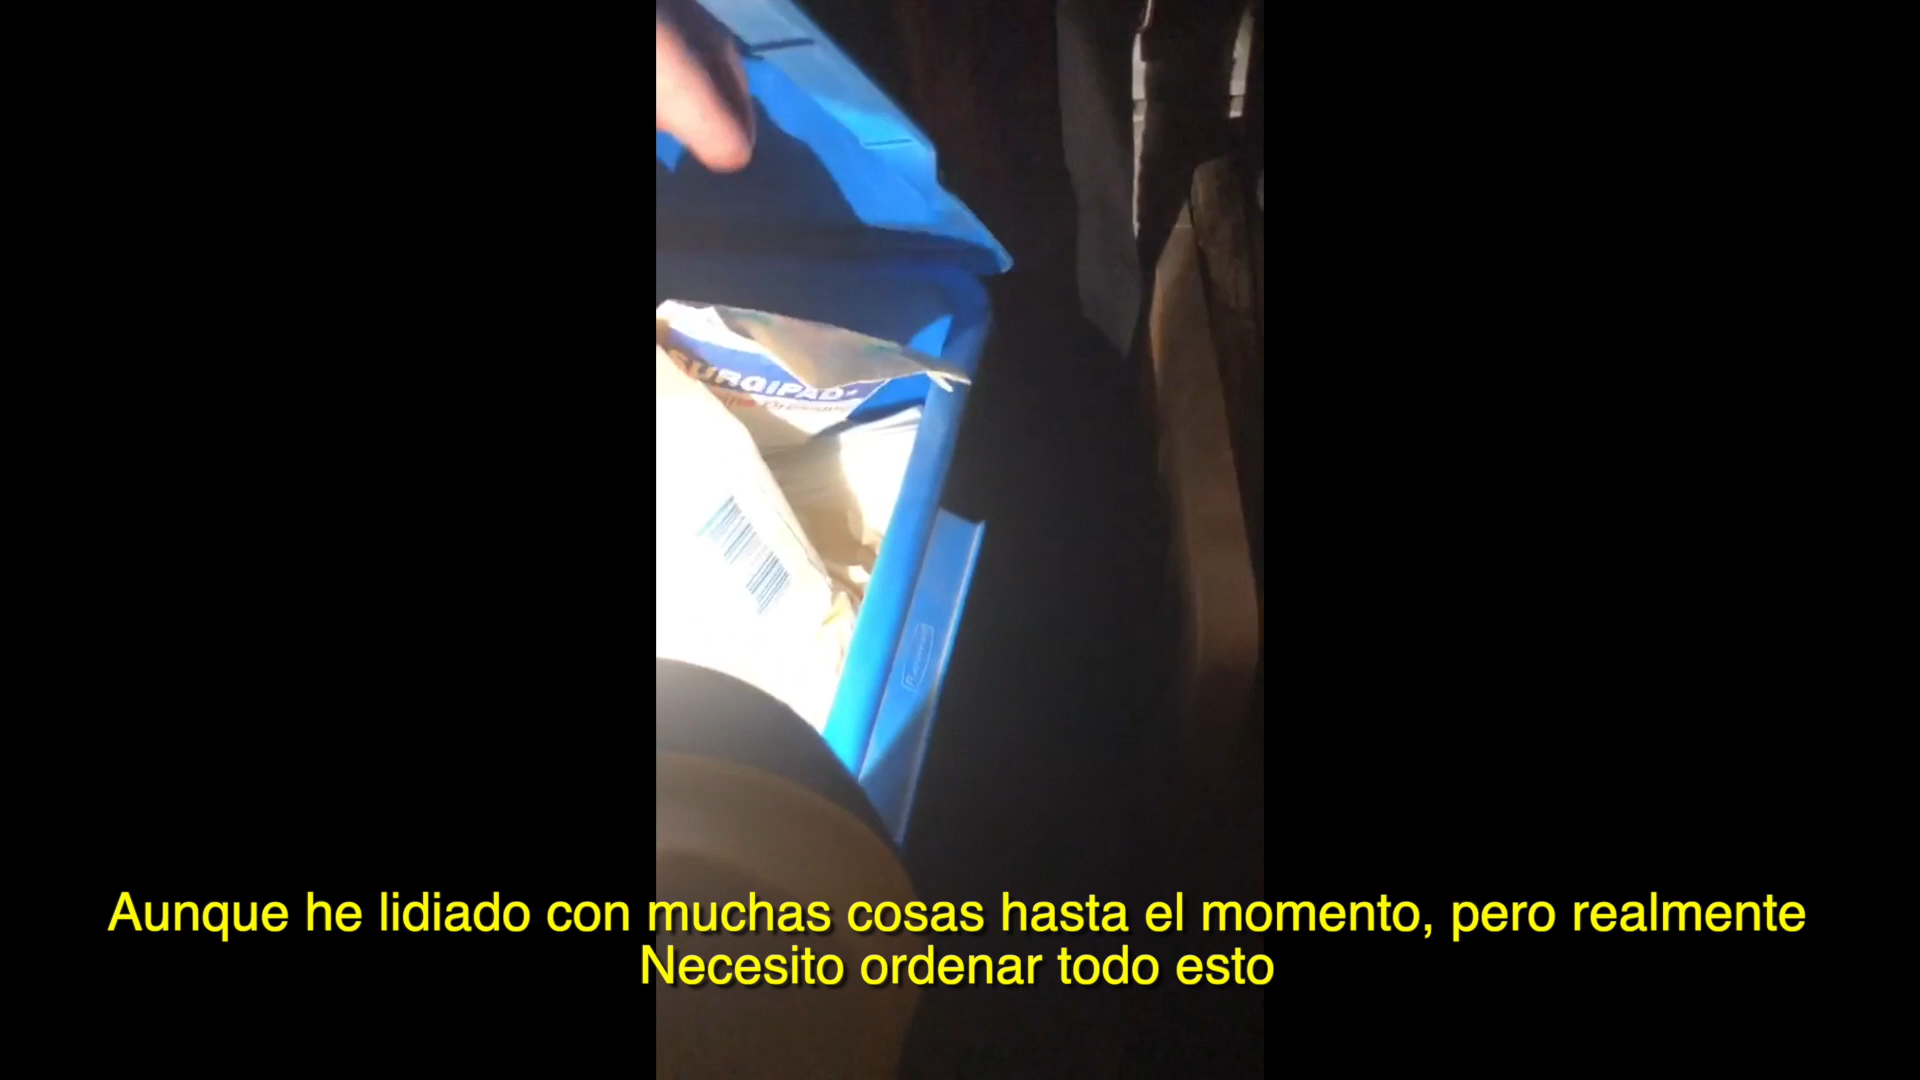 SURGIPAD
Aunque he lidiado con muchas cosas hasta el momento, pero realmente
Necesito ordenar todo esto